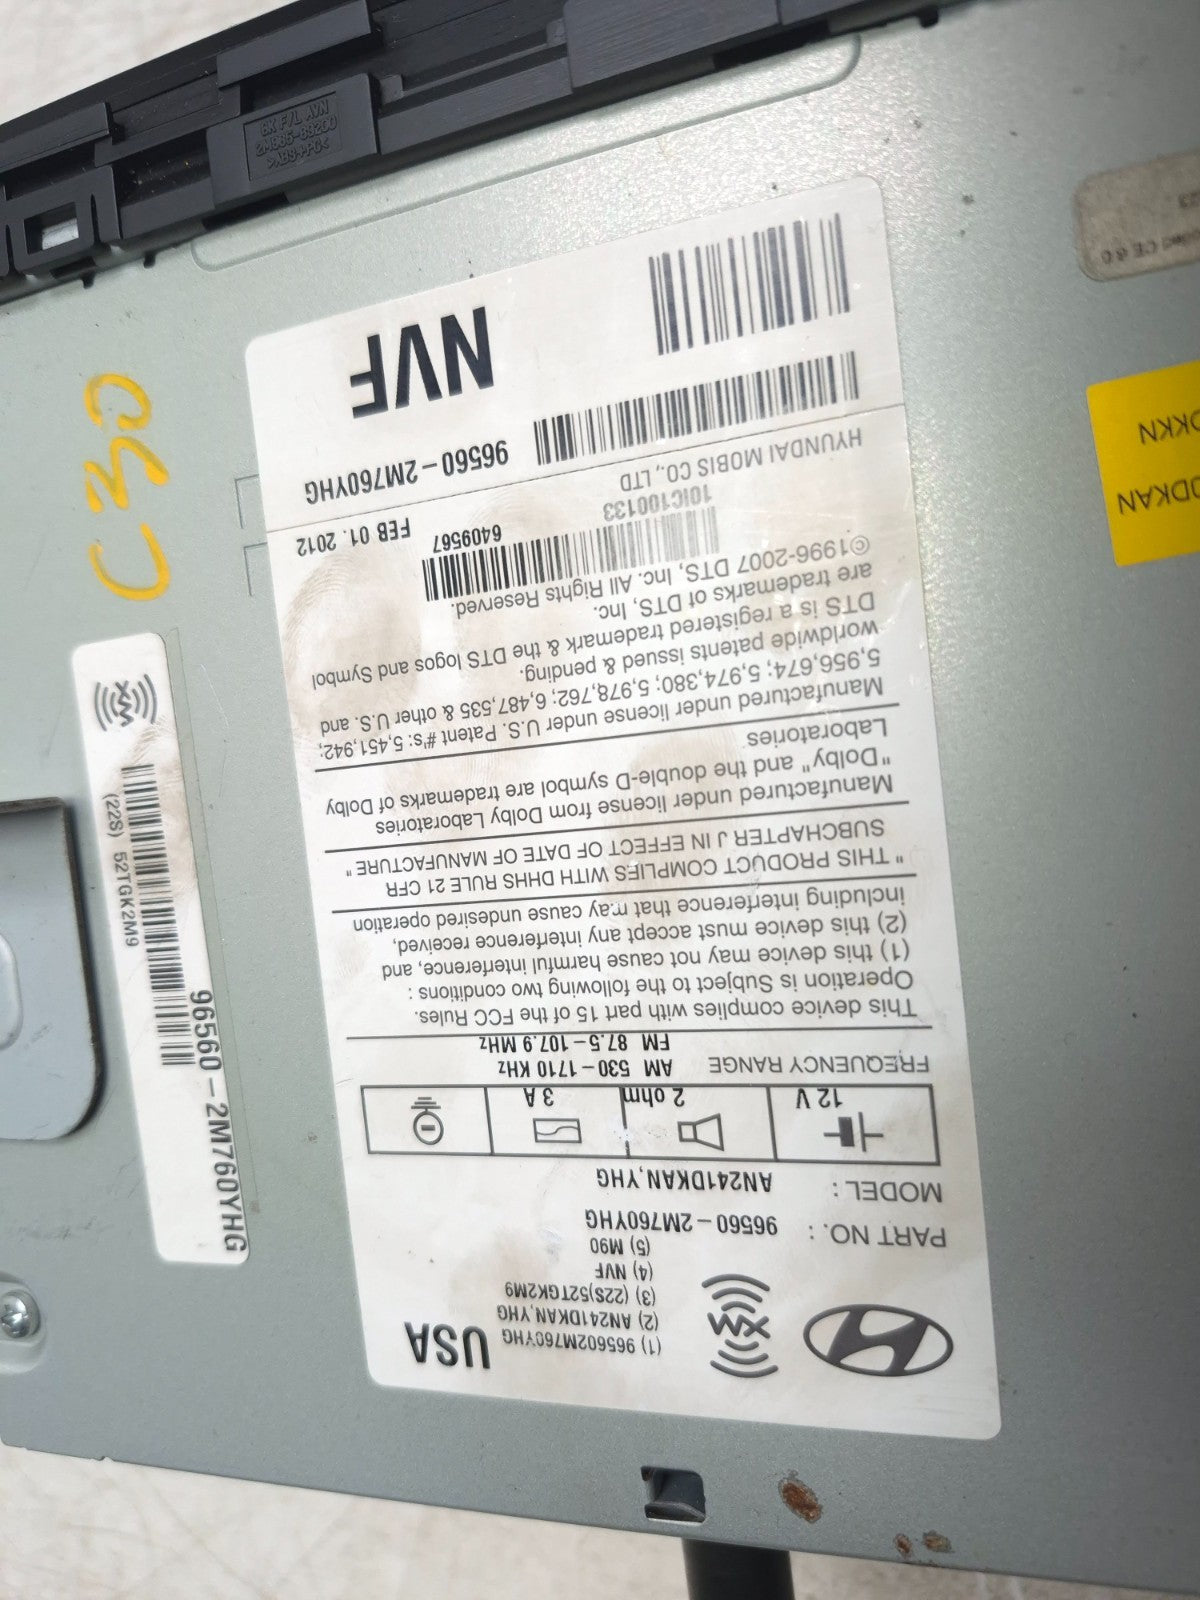 USA
(1) 965602M760YHG
(2) AN241DKAN,YHG
(3) (22S)52TGK2M9
(4) NVF
(5) M90
PART NO. : 96560-2M760YHG
MODEL : AN241DKAN,YHG
12 V 2 ohm 3 A
FREQUENCY RANGE AM 530-1710 KHz
FM 87.5-107.9 MHz
This device complies with part 15 of the FCC Rules.
Operation is Subject to the following two conditions :
(1) this device may not cause harmful interference, and
(2) this device must accept any interference received,
including interference that may cause undesired operation
" THIS PRODUCT COMPLIES WITH DHHS RULE 21 CFR
SUBCHAPTER J IN EFFECT OF DATE OF MANUFACTURE "
Manufactured under license from Dolby Laboratories
"Dolby" and the double-D symbol are trademarks of Dolby
Laboratories
Manufactured under license under U.S. Patent #'s: 5,451,942;
5,956,674; 5,974,380; 5,978,762; 6,487,535 & other U.S. and
worldwide patents issued & pending.
DTS is a registered trademark & the DTS logos and Symbol
are trademarks of DTS, Inc.
©1996-2007 DTS, Inc. All Rights Reserved.
10IC100133
6409567
FEB 01. 2012
HYUNDAI MOBIS CO., LTD
96560-2M760YHG
NVF
96560-2M760YHG
(22S) 52TGK2M9
C30
BK F/L AVN
ODKAN
OKKN